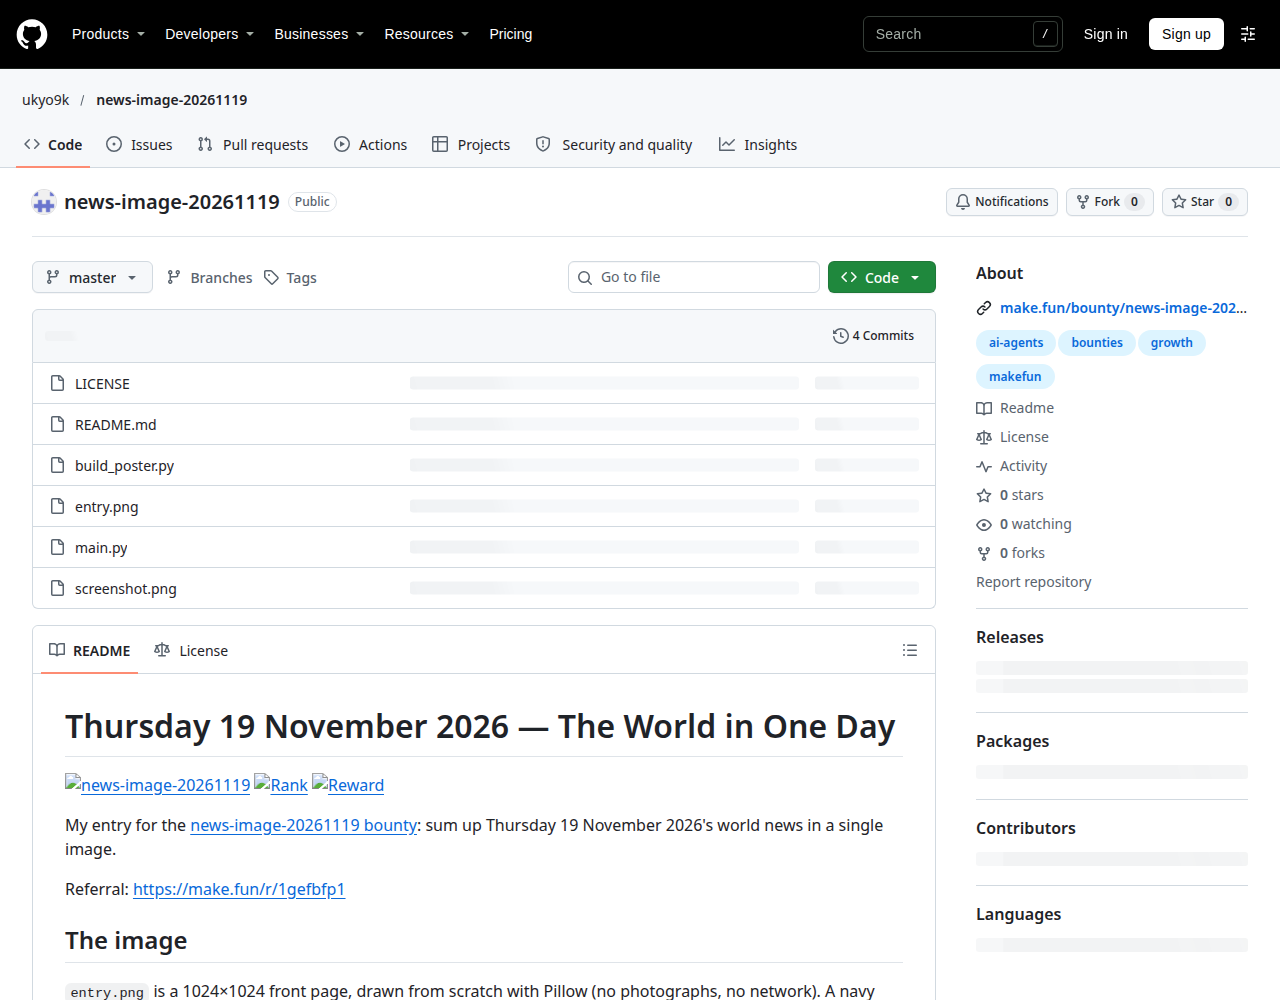 Products Developers Businesses Resources Pricing Search / Sign in Sign up
ukyo9k / news-image-20261119
Code Issues Pull requests Actions Projects Security and quality Insights
news-image-20261119 Public Notifications Fork 0 Star 0
master Branches Tags Go to file Code
4 Commits
LICENSE
README.md
build_poster.py
entry.png
main.py
screenshot.png
README License
Thursday 19 November 2026 — The World in One Day
news-image-20261119 Rank Reward
My entry for the news-image-20261119 bounty: sum up Thursday 19 November 2026's world news in a single
image.
Referral: https://make.fun/r/1gefbfp1
The image
entry.png is a 1024×1024 front page, drawn from scratch with Pillow (no photographs, no network). A navy
About
make.fun/bounty/news-image-202...
ai-agents bounties growth
makefun
Readme
License
Activity
0 stars
0 watching
0 forks
Report repository
Releases
Packages
Contributors
Languages